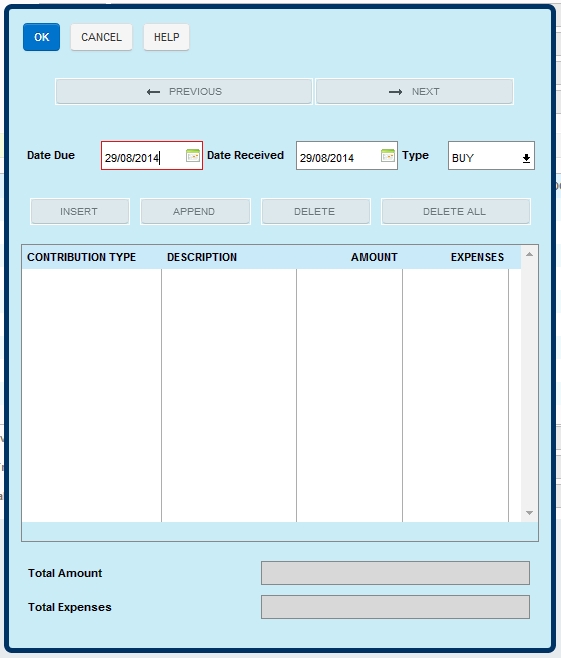 OK CANCEL HELP
← PREVIOUS → NEXT
Date Due 29/08/2014 Date Received 29/08/2014 Type BUY
INSERT APPEND DELETE DELETE ALL
CONTRIBUTION TYPE DESCRIPTION AMOUNT EXPENSES
Total Amount
Total Expenses